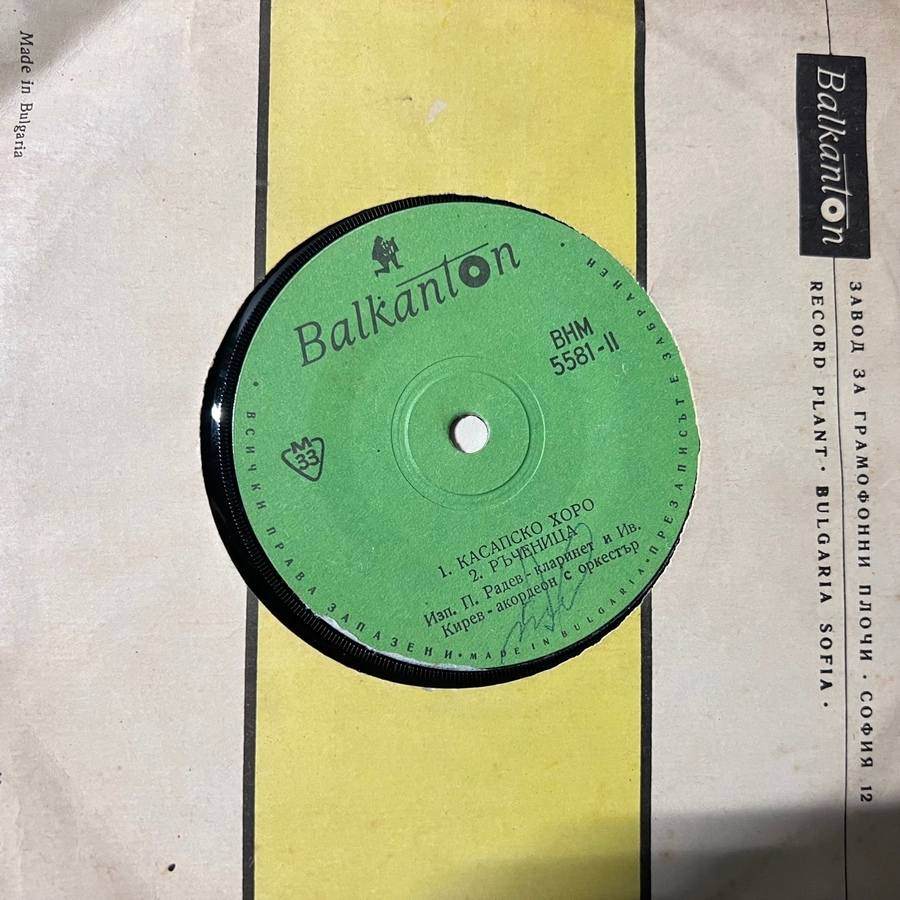 Made in Bulgaria
Balkanton
ЗАВОД ЗА ГРАМОФОННИ ПЛОЧИ · СОФИЯ 12
RECORD PLANT · BULGARIA SOFIA ·
Balkanton
ВНМ
5581-II
М
33
1. КАСАПСКО ХОРО
2. РЪЧЕНИЦА
Изп. П. Радев - кларинет и Ив.
Кирев - акордеон с оркестър
· ВСИЧКИ ПРАВА ЗАПАЗЕНИ · MADE IN BULGARIA · ПРЕЗАПИСЪТ Е ЗАБРАНЕН ·